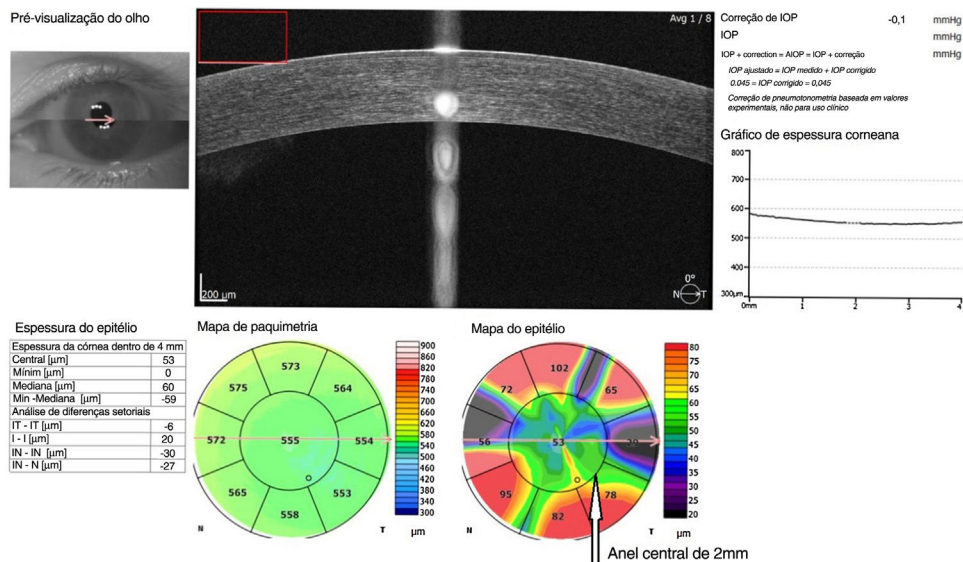 Pré-visualização do olho
Avg 1 / 8
200 µm
0°
N T
Correção de IOP -0,1 mmHg
IOP mmHg
IOP + correction = AIOP = IOP + correção mmHg
IOP ajustado = IOP medido + IOP corrigido
0.045 = IOP corrigido = 0,045
Correção de pneumotonometria baseada em valores
experimentais, não para uso clínico
Gráfico de espessura corneana
800
700
600
500
400
300µm
0mm 1 2 3 4
Espessura do epitélio
Espessura da córnea dentro de 4 mm
Central [µm] 53
Míním [µm] 0
Mediana [µm] 60
Min -Mediana [µm] -59
Análise de diferenças setoriais
IT - IT [µm] -6
I - I [µm] 20
IN - IN [µm] -30
IN - N [µm] -27
Mapa de paquimetria
573
575 564
572 555 554
565 553
558
N T
900
860
820
780
740
700
660
620
600
580
560
540
520
500
460
420
380
340
300
µm
Mapa do epitélio
102
72 65
56 53 30
95 78
82
N T
80
75
70
65
60
55
50
45
40
35
30
25
20
µm
Anel central de 2mm